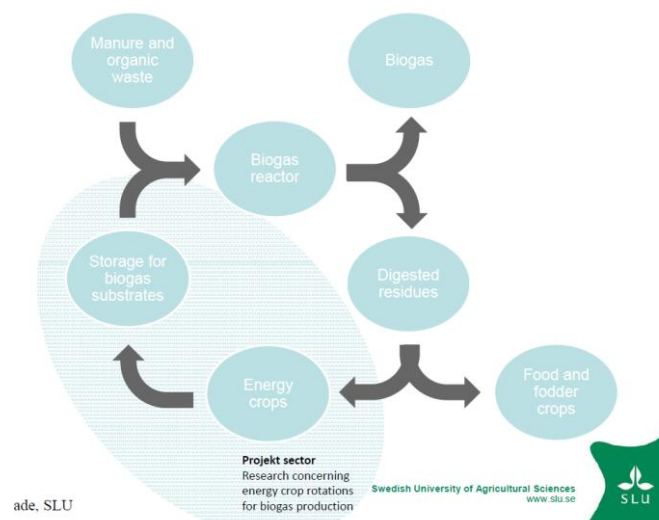 Manure and
organic
waste
Biogas
Biogas
reactor
Storage for
biogas
substrates
Digested
residues
Energy
crops
Food and
fodder
crops
Projekt sector
Research concerning
energy crop rotations
for biogas production
Swedish University of Agricultural Sciences
www.slu.se
SLU
ade, SLU